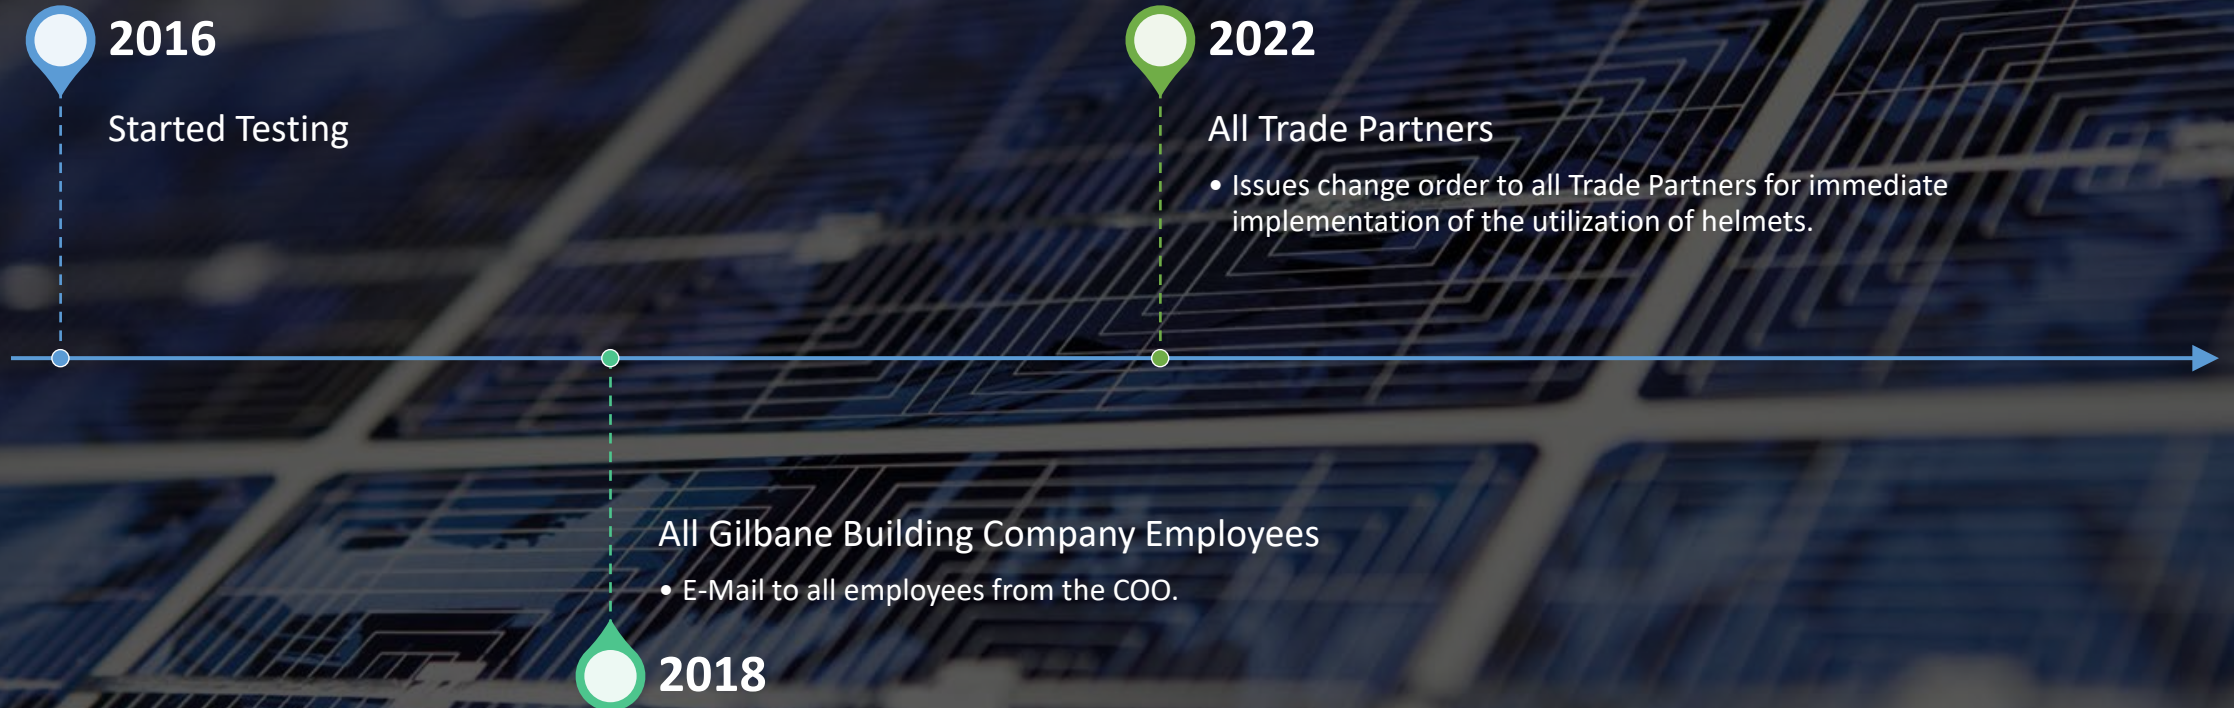 2016
Started Testing
2022
All Trade Partners
• Issues change order to all Trade Partners for immediate
implementation of the utilization of helmets.
All Gilbane Building Company Employees
• E-Mail to all employees from the COO.
2018